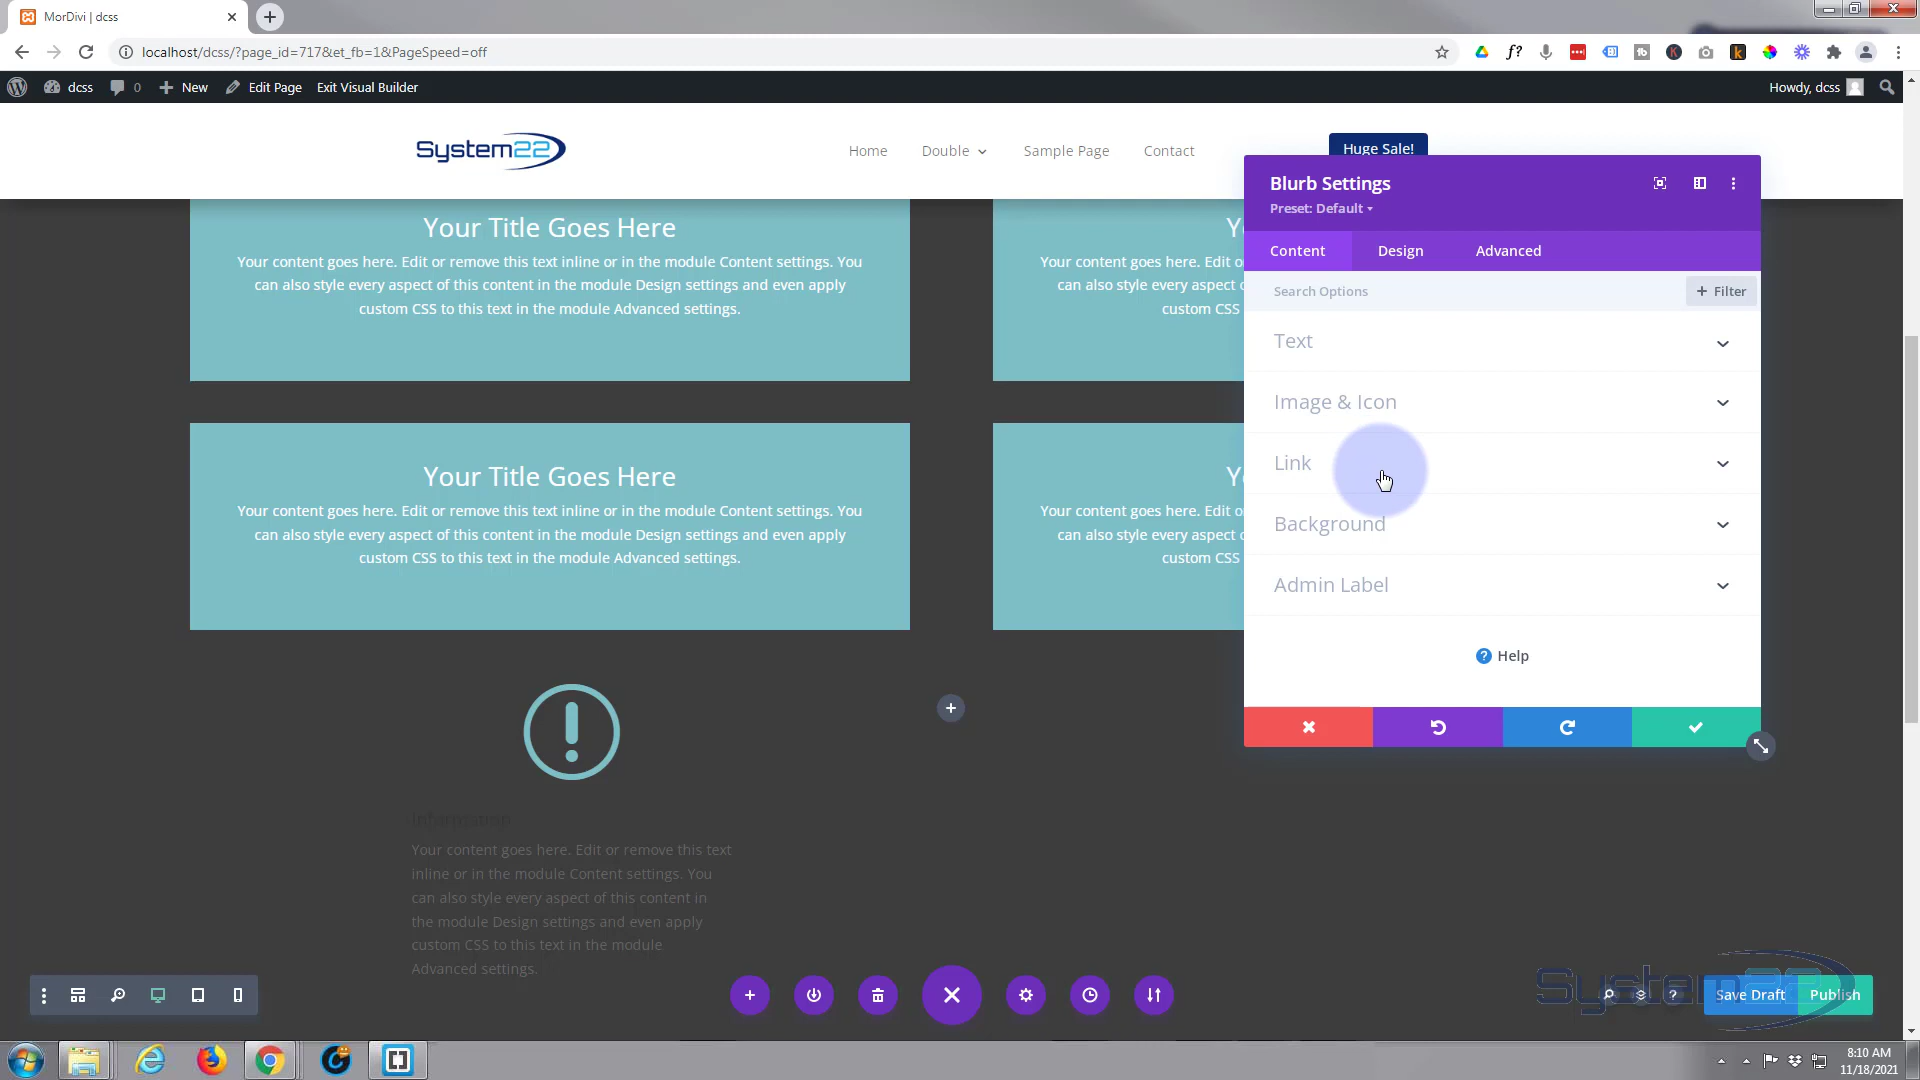 MorDivi | dcss
localhost/dcss/?page_id=717&et_fb=1&PageSpeed=off
dcss
0
New
Edit Page
Exit Visual Builder
Howdy, dcss
System22
Home
Double
Sample Page
Contact
Huge Sale!
Your Title Goes Here
Your content goes here. Edit or remove this text inline or in the module Content settings. You
can also style every aspect of this content in the module Design settings and even apply
custom CSS to this text in the module Advanced settings.
Your content goes here. Edit o
can also style every aspect o
custom CSS
Your Title Goes Here
Your content goes here. Edit or remove this text inline or in the module Content settings. You
can also style every aspect of this content in the module Design settings and even apply
custom CSS to this text in the module Advanced settings.
Your content goes here. Edit o
can also style every aspect o
custom CSS
Information
Your content goes here. Edit or remove this text
inline or in the module Content settings. You
can also style every aspect of this content in
the module Design settings and even apply
custom CSS to this text in the module
Advanced settings.
Blurb Settings
Preset: Default
Content
Design
Advanced
Search Options
+ Filter
Text
Image & Icon
Link
Background
Admin Label
Help
System22
Save Draft
Publish
8:10 AM
11/18/2021